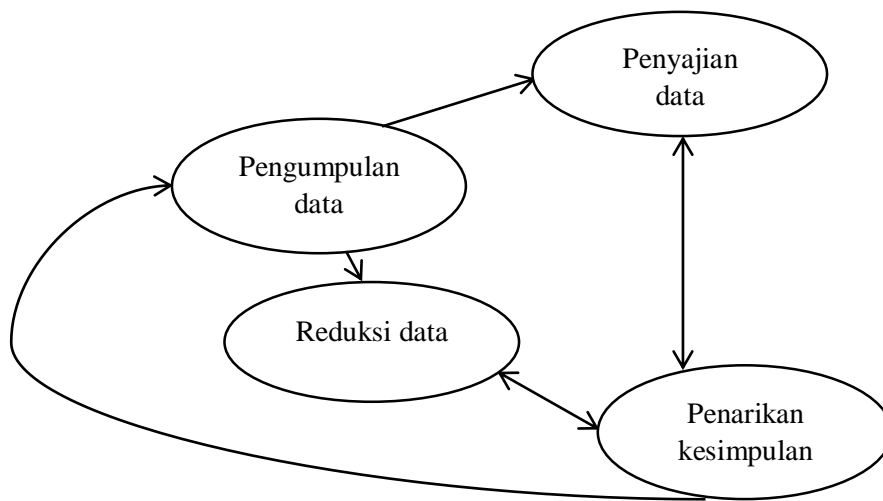 Penyajian
data
Pengumpulan
data
Reduksi data
Penarikan
kesimpulan